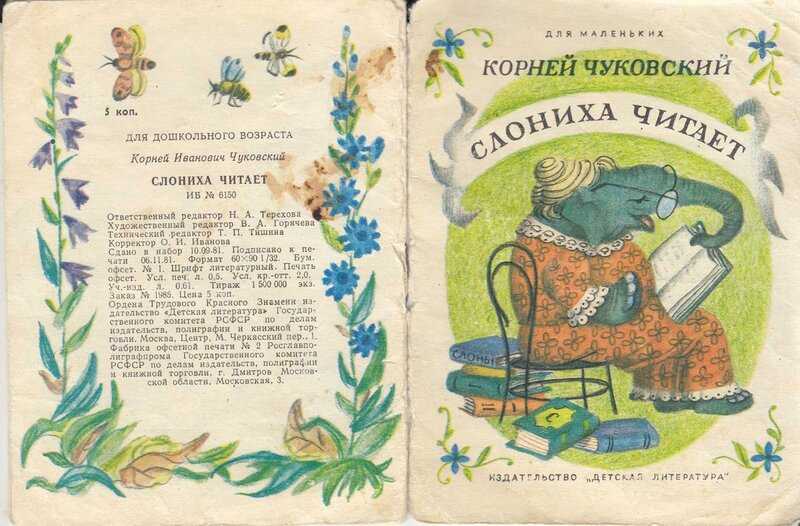 5 коп.
ДЛЯ ДОШКОЛЬНОГО ВОЗРАСТА
Корней Иванович Чуковский
СЛОНИХА ЧИТАЕТ
ИБ № 6150
Ответственный редактор Н. А. Терехова
Художественный редактор В. А. Горячева
Технический редактор Т. П. Тишина
Корректор О. И. Иванова
Сдано в набор 10.09.81. Подписано к пе-
чати 06.11.81. Формат 60×90 1/32. Бум.
офсет. № 1. Шрифт литературный. Печать
офсет. Усл. печ. л. 0,5. Усл. кр.-отт. 2,0.
Уч.-изд. л. 0,61. Тираж 1 500 000 экз.
Заказ № 1985. Цена 5 коп.
Ордена Трудового Красного Знамени из-
дательство «Детская литература» Государ-
ственного комитета РСФСР по делам
издательств, полиграфии и книжной тор-
говли. Москва, Центр, М. Черкасский пер., 1.
Фабрика офсетной печати № 2 Росглавпо-
лиграфпрома Государственного комитета
РСФСР по делам издательств, полиграфии
и книжной торговли, г. Дмитров Москов-
ской области, Московская, 3.
ДЛЯ МАЛЕНЬКИХ
КОРНЕЙ ЧУКОВСКИЙ
СЛОНИХА ЧИТАЕТ
СЛОНЫ
II
I
С
ИЗДАТЕЛЬСТВО „ДЕТСКАЯ ЛИТЕРАТУРА"